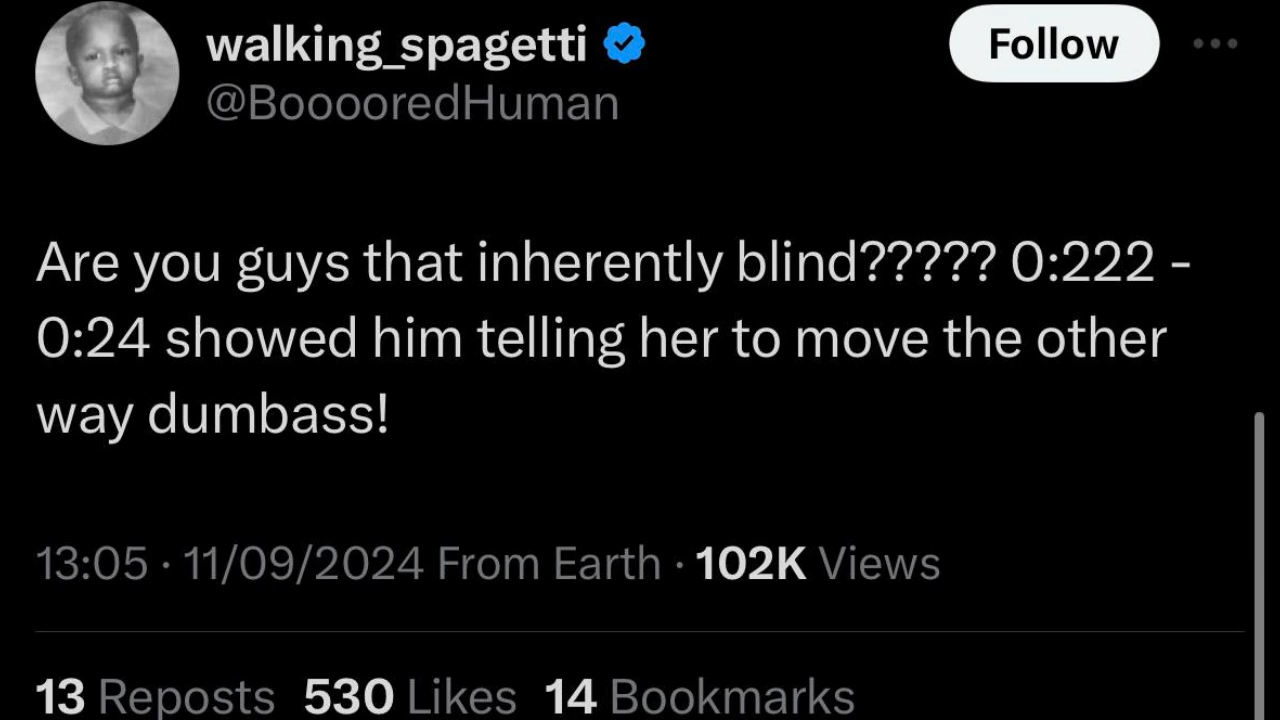 walking_spagetti
Follow
@BooooredHuman
Are you guys that inherently blind????? 0:222 -
0:24 showed him telling her to move the other
way dumbass!
13:05 · 11/09/2024 From Earth · 102K Views
13 Reposts 530 Likes 14 Bookmarks